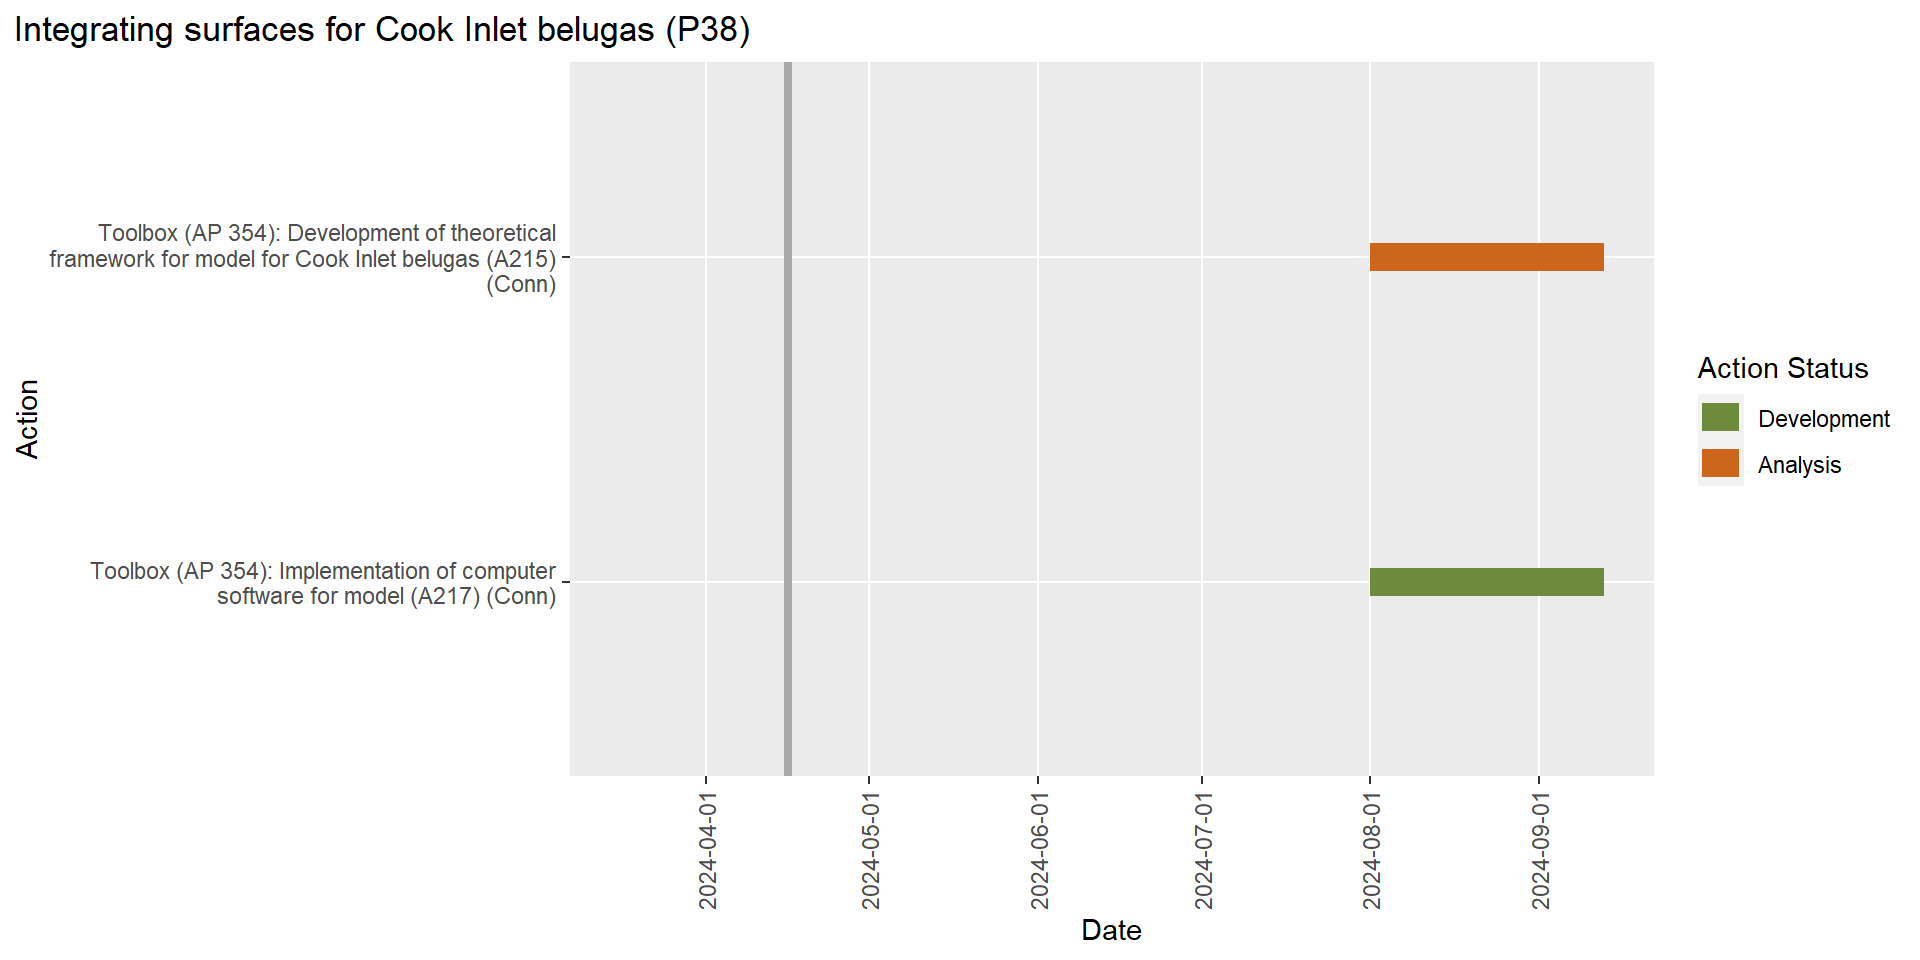 Integrating surfaces for Cook Inlet belugas (P38)
Toolbox (AP 354): Development of theoretical
framework for model for Cook Inlet belugas (A215)
(Conn)
Action
Toolbox (AP 354): Implementation of computer
software for model (A217) (Conn)
Action Status
Development
Analysis
2024-04-01
2024-05-01
2024-06-01
2024-07-01
2024-08-01
2024-09-01
Date